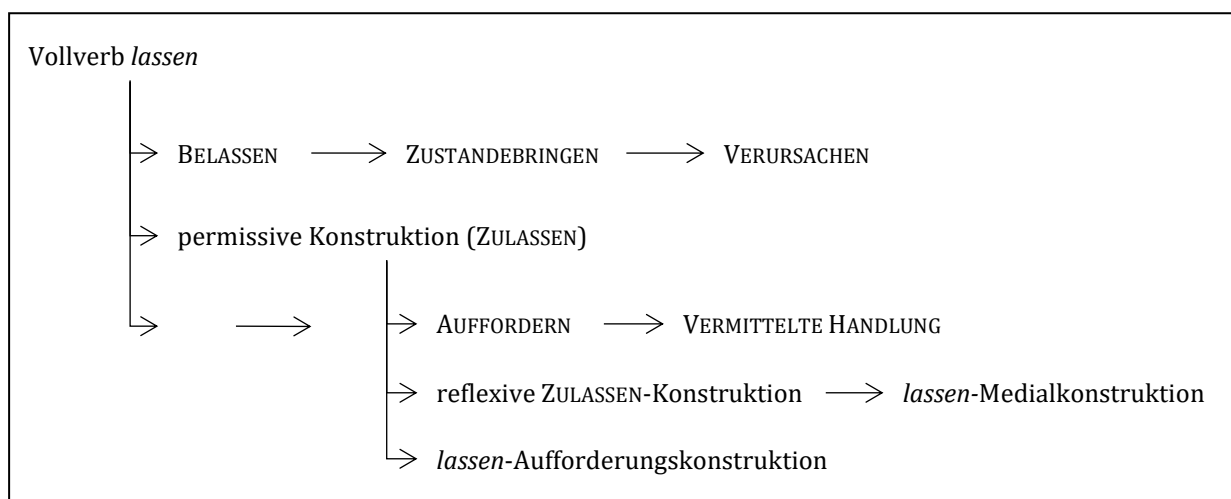 Vollverb lassen
BELASSEN ZUSTANDEBRINGEN VERURSACHEN
permissive Konstruktion (ZULASSEN)
AUFFORDERN VERMITTELTE HANDLUNG
reflexive ZULASSEN-Konstruktion lassen-Medialkonstruktion
lassen-Aufforderungskonstruktion